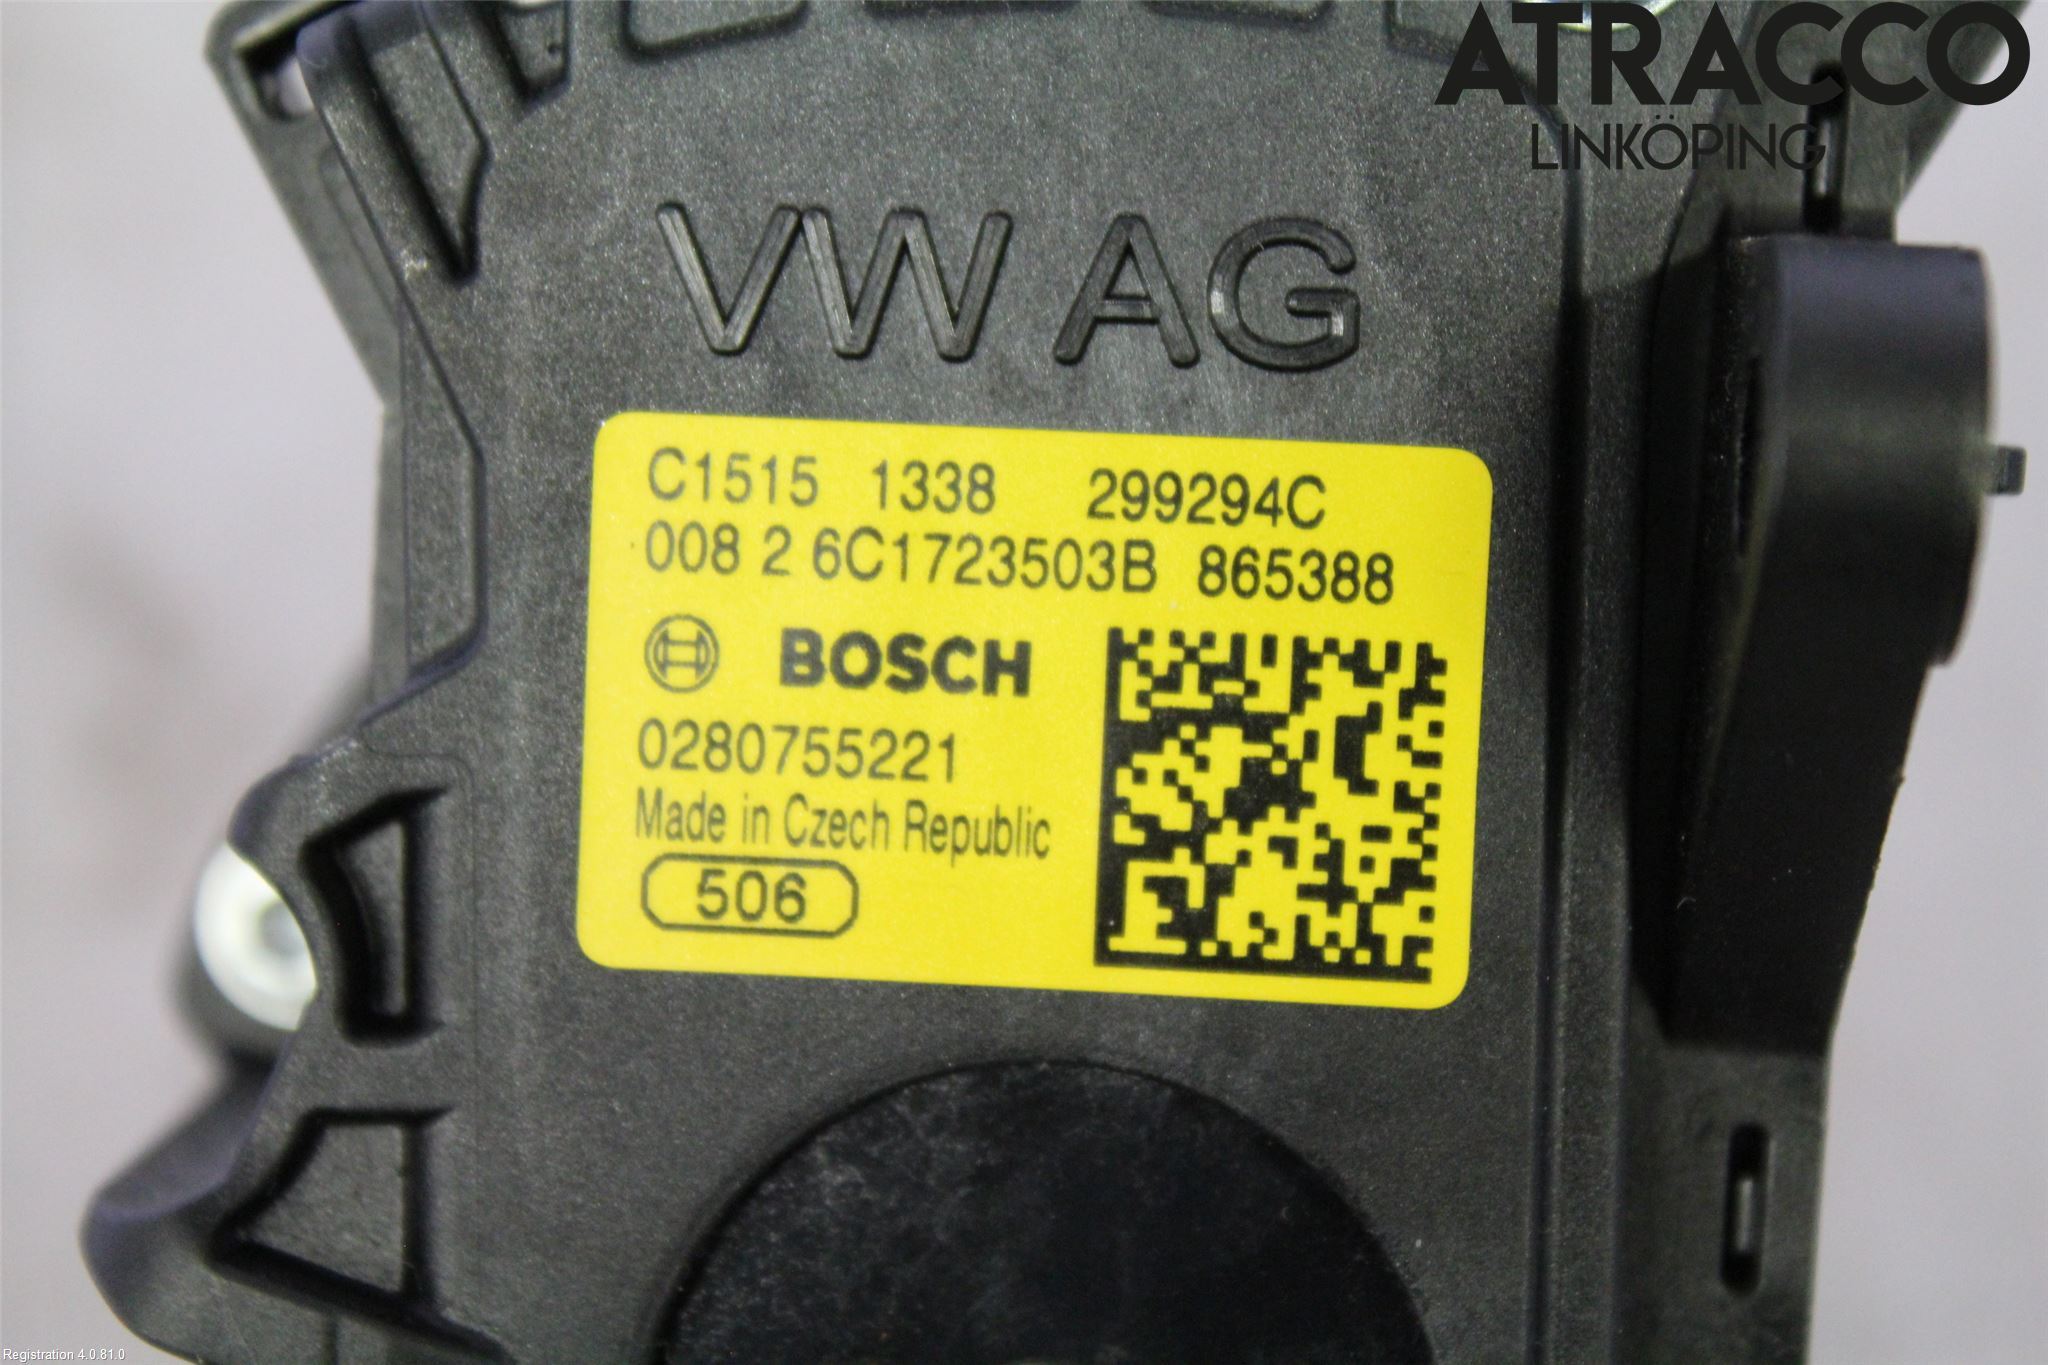 ATRACCO
LINKÖPING
VW AG
C1515 1338 299294C
008 2 6C1723503B 865388
BOSCH
0280755221
Made in Czech Republic
506
Registration 4.0.81.0